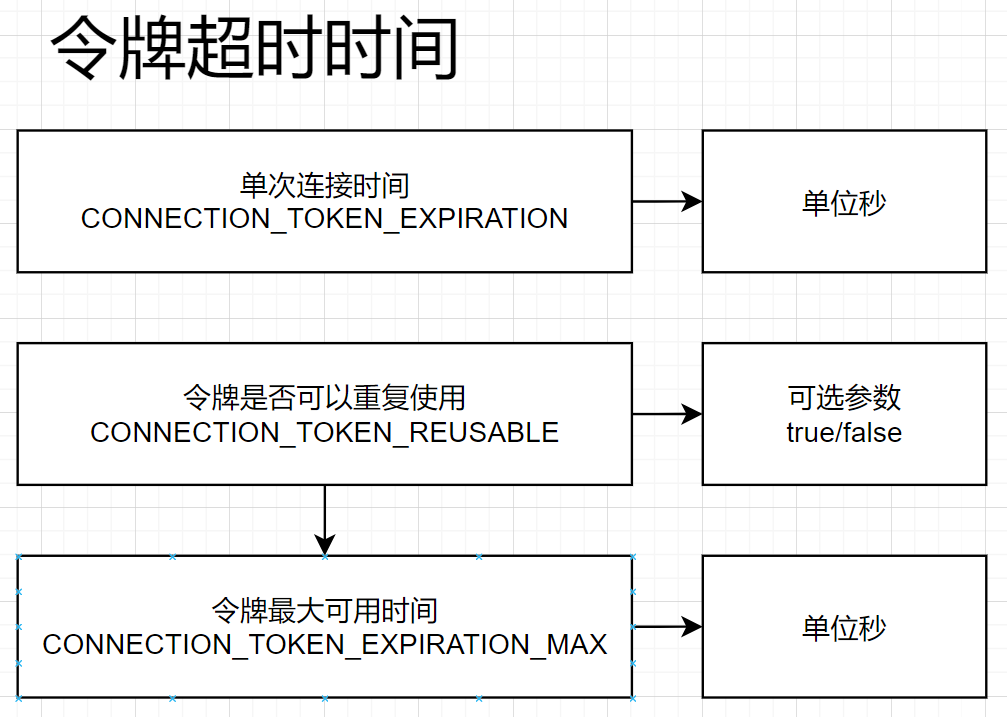 令牌超时时间
单次连接时间
CONNECTION_TOKEN_EXPIRATION
单位秒
令牌是否可以重复使用
CONNECTION_TOKEN_REUSABLE
可选参数
true/false
令牌最大可用时间
CONNECTION_TOKEN_EXPIRATION_MAX
单位秒